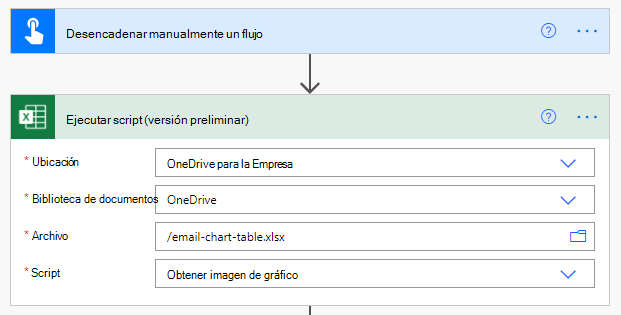 Desencadenar manualmente un flujo
Ejecutar script (versión preliminar)
* Ubicación
OneDrive para la Empresa
* Biblioteca de documentos
OneDrive
* Archivo
/email-chart-table.xlsx
* Script
Obtener imagen de gráfico